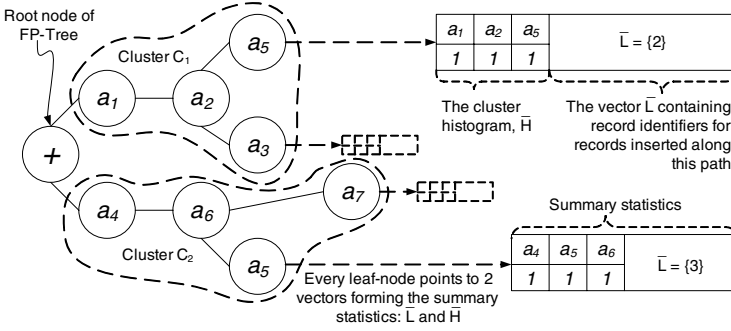 Root node of
FP-Tree
Cluster C1
a5
a1
a2
a3
+
a4
a6
a7
Cluster C2
a5
a1 a2 a5
1 1 1
L̅ = {2}
The cluster
histogram, H̅
The vector L̅ containing
record identifiers for
records inserted along
this path
Summary statistics
a4 a5 a6
1 1 1
L̅ = {3}
Every leaf-node points to 2
vectors forming the summary
statistics: L̅ and H̅